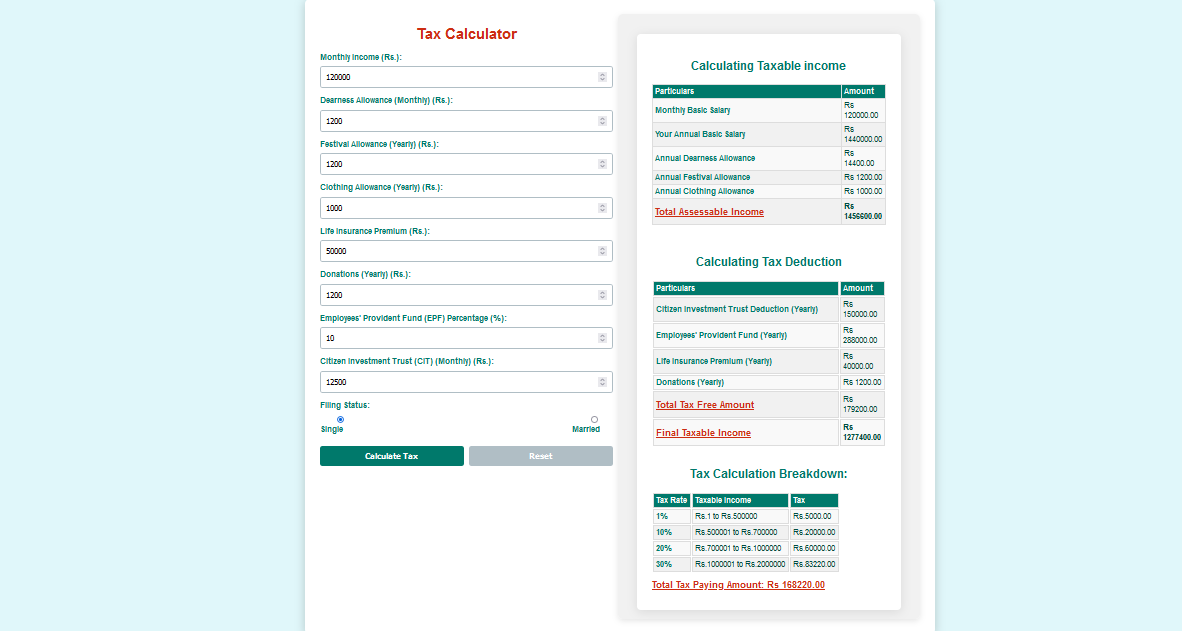 Tax Calculator
Monthly Income (Rs.):
120000
Dearness Allowance (Monthly) (Rs.):
1200
Festival Allowance (Yearly) (Rs.):
1200
Clothing Allowance (Yearly) (Rs.):
1000
Life Insurance Premium (Rs.):
50000
Donations (Yearly) (Rs.):
1200
Employees' Provident Fund (EPF) Percentage (%):
10
Citizen Investment Trust (CIT) (Monthly) (Rs.):
12500
Filing Status:
Single Married
Calculate Tax Reset
Calculating Taxable income
Particulars Amount
Monthly Basic Salary Rs 120000.00
Your Annual Basic Salary Rs 1440000.00
Annual Dearness Allowance Rs 14400.00
Annual Festival Allowance Rs 1200.00
Annual Clothing Allowance Rs 1000.00
Total Assessable Income Rs 1456600.00
Calculating Tax Deduction
Particulars Amount
Citizen Investment Trust Deduction (Yearly) Rs 150000.00
Employees' Provident Fund (Yearly) Rs 288000.00
Life Insurance Premium (Yearly) Rs 40000.00
Donations (Yearly) Rs 1200.00
Total Tax Free Amount Rs 179200.00
Final Taxable Income Rs 1277400.00
Tax Calculation Breakdown:
Tax Rate Taxable Income Tax
1% Rs.1 to Rs.500000 Rs.5000.00
10% Rs.500001 to Rs.700000 Rs.20000.00
20% Rs.700001 to Rs.1000000 Rs.60000.00
30% Rs.1000001 to Rs.2000000 Rs.83220.00
Total Tax Paying Amount: Rs 168220.00